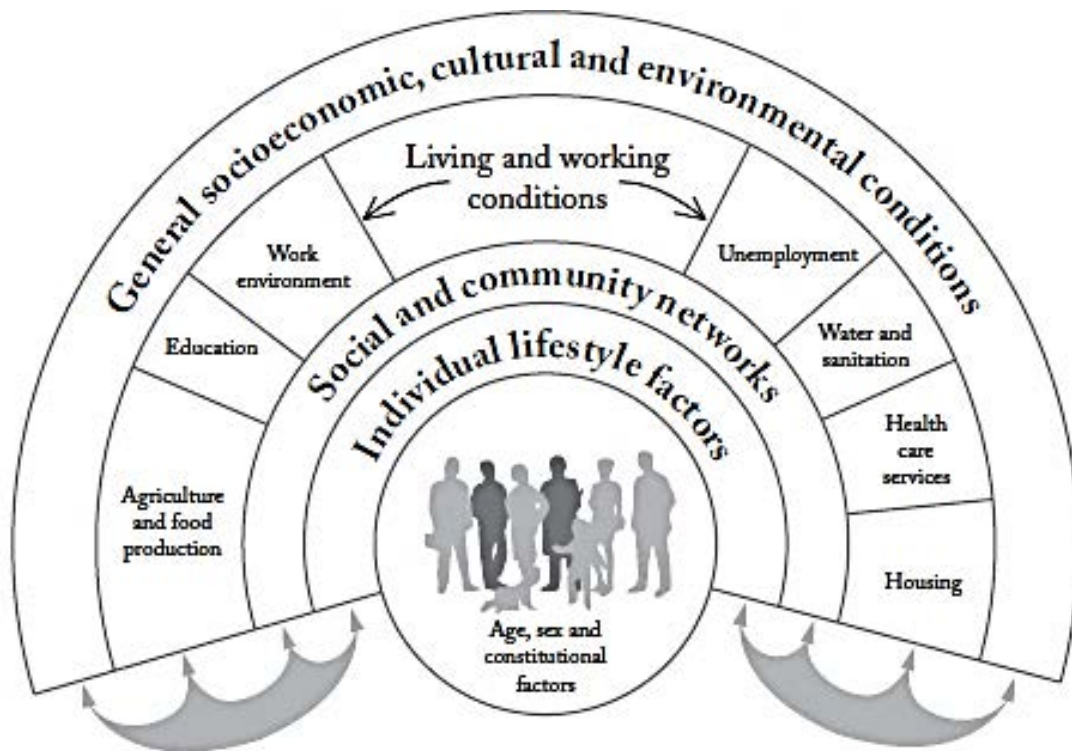 General socioeconomic, cultural and environmental conditions
Living and working
conditions
Work
environment
Unemployment
Education
Water and
sanitation
Agriculture
and food
production
Health
care
services
Housing
Social and community networks
Individual lifestyle factors
Age, sex and
constitutional
factors